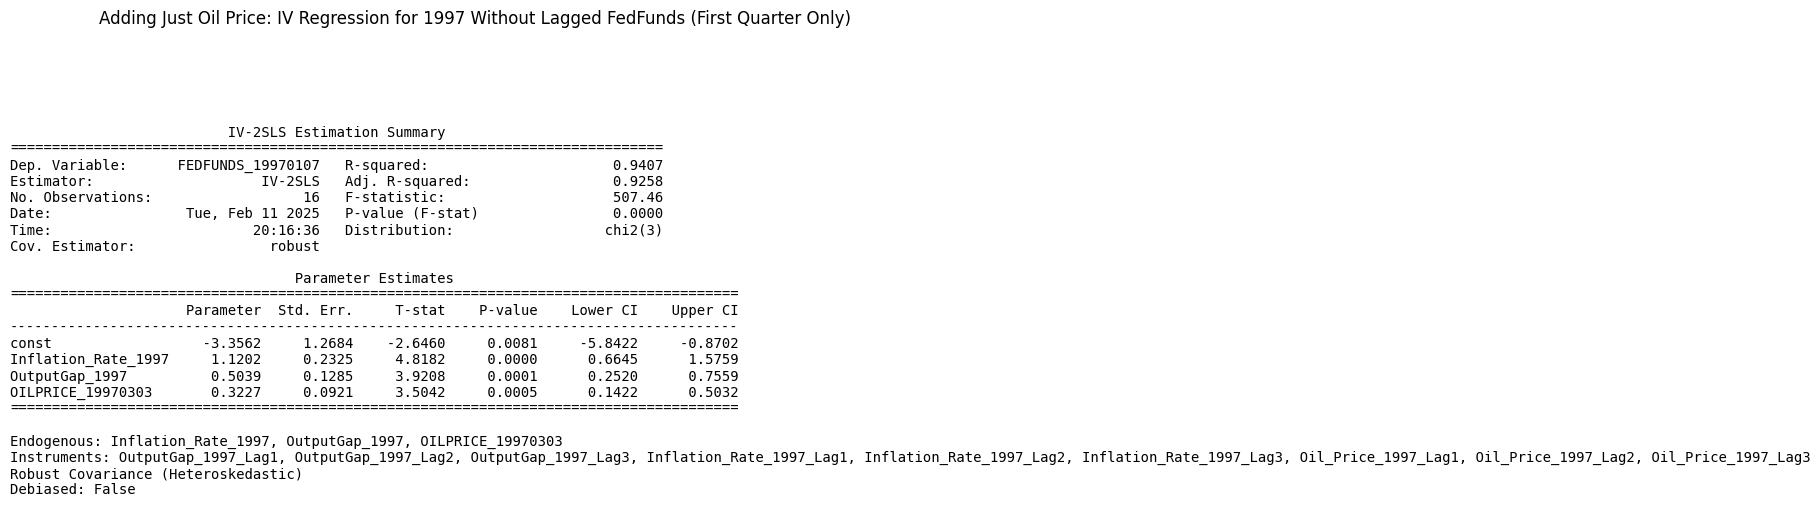 Adding Just Oil Price: IV Regression for 1997 Without Lagged FedFunds (First Quarter Only)
                          IV-2SLS Estimation Summary
==============================================================================
Dep. Variable:      FEDFUNDS_19970107   R-squared:                      0.9407
Estimator:                    IV-2SLS   Adj. R-squared:                 0.9258
No. Observations:                  16   F-statistic:                    507.46
Date:                Tue, Feb 11 2025   P-value (F-stat)                0.0000
Time:                        20:16:36   Distribution:                  chi2(3)
Cov. Estimator:                robust
                                  Parameter Estimates
=======================================================================================
                     Parameter  Std. Err.     T-stat    P-value    Lower CI    Upper CI
---------------------------------------------------------------------------------------
const                  -3.3562     1.2684    -2.6460     0.0081     -5.8422     -0.8702
Inflation_Rate_1997     1.1202     0.2325     4.8182     0.0000      0.6645      1.5759
OutputGap_1997          0.5039     0.1285     3.9208     0.0001      0.2520      0.7559
OILPRICE_19970303       0.3227     0.0921     3.5042     0.0005      0.1422      0.5032
=======================================================================================
Endogenous: Inflation_Rate_1997, OutputGap_1997, OILPRICE_19970303
Instruments: OutputGap_1997_Lag1, OutputGap_1997_Lag2, OutputGap_1997_Lag3, Inflation_Rate_1997_Lag1, Inflation_Rate_1997_Lag2, Inflation_Rate_1997_Lag3, Oil_Price_1997_Lag1, Oil_Price_1997_Lag2, Oil_Price_1997_Lag3
Robust Covariance (Heteroskedastic)
Debiased: False